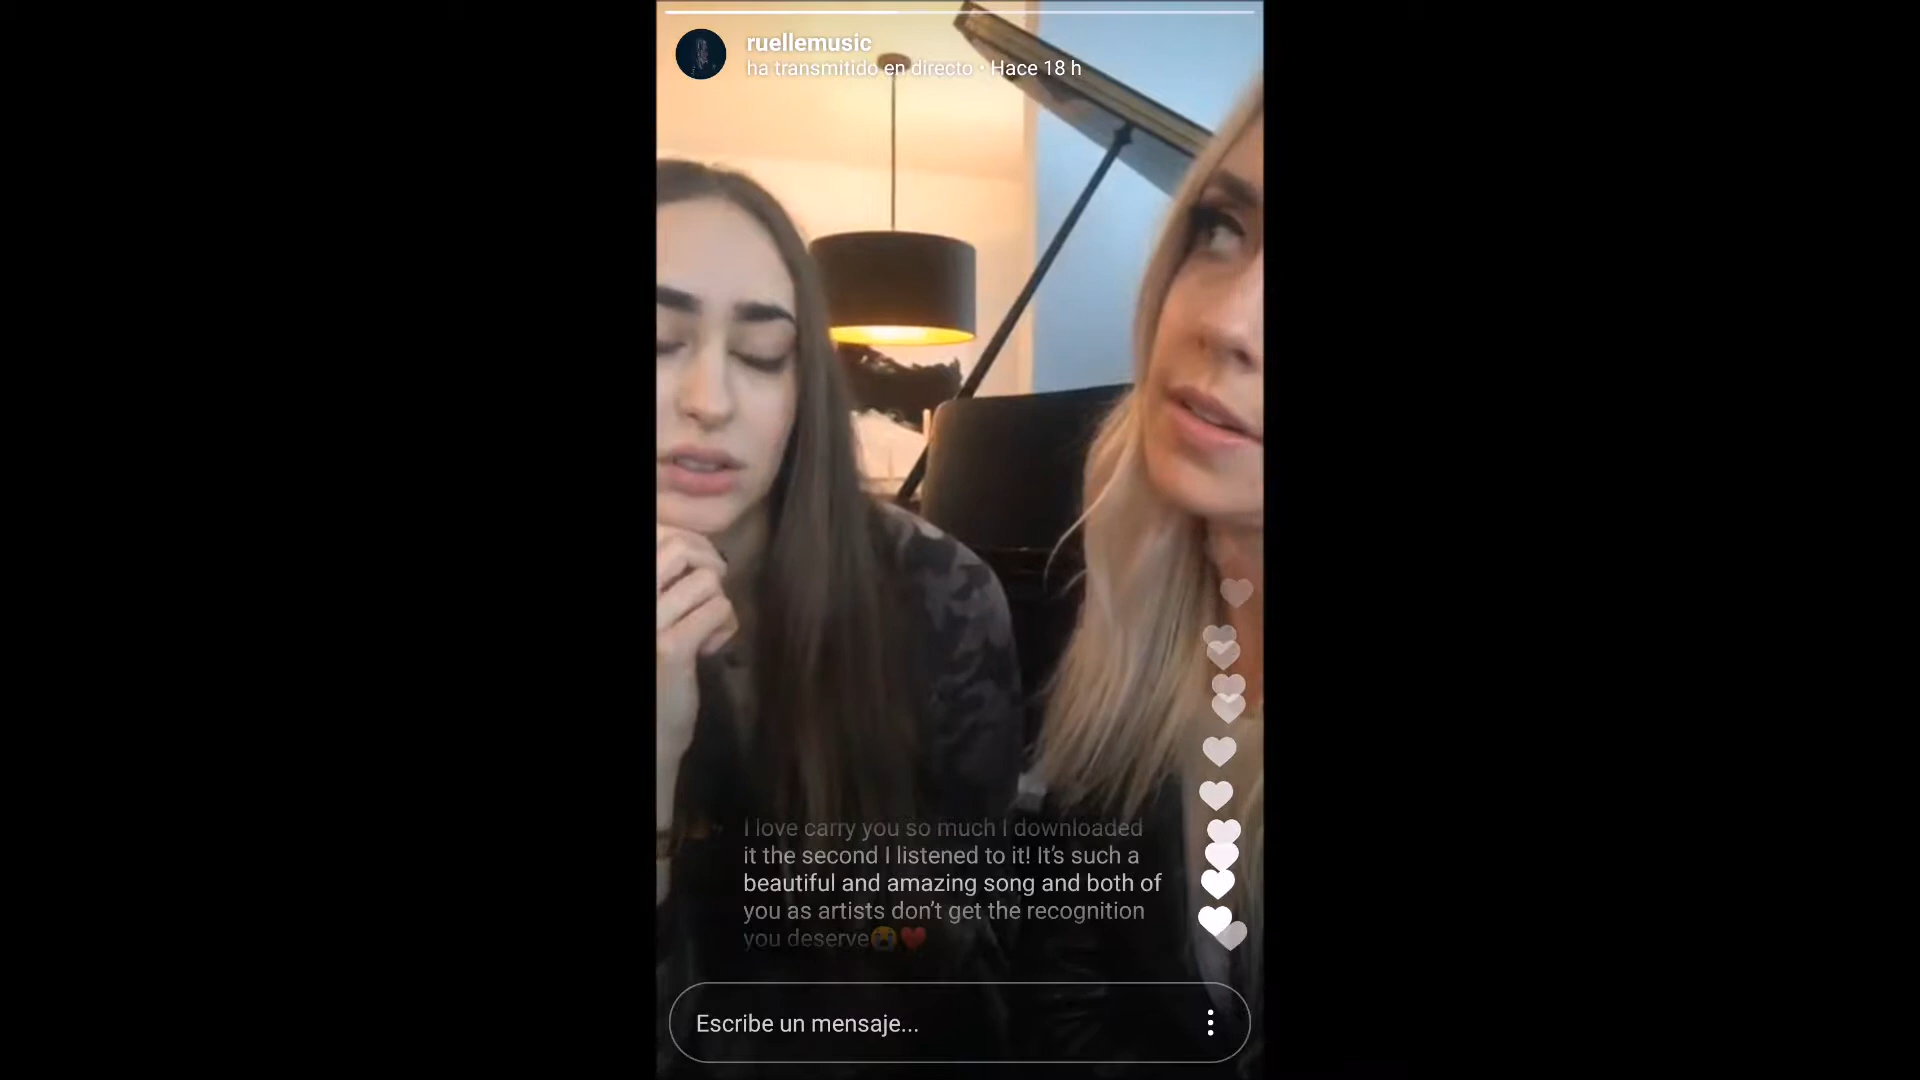 ruellemusic
ha transmitido en directo • Hace 18 h
I love carry you so much I downloaded
it the second I listened to it! It's such a
beautiful and amazing song and both of
you as artists don't get the recognition
you deserve😭❤️
Escribe un mensaje...